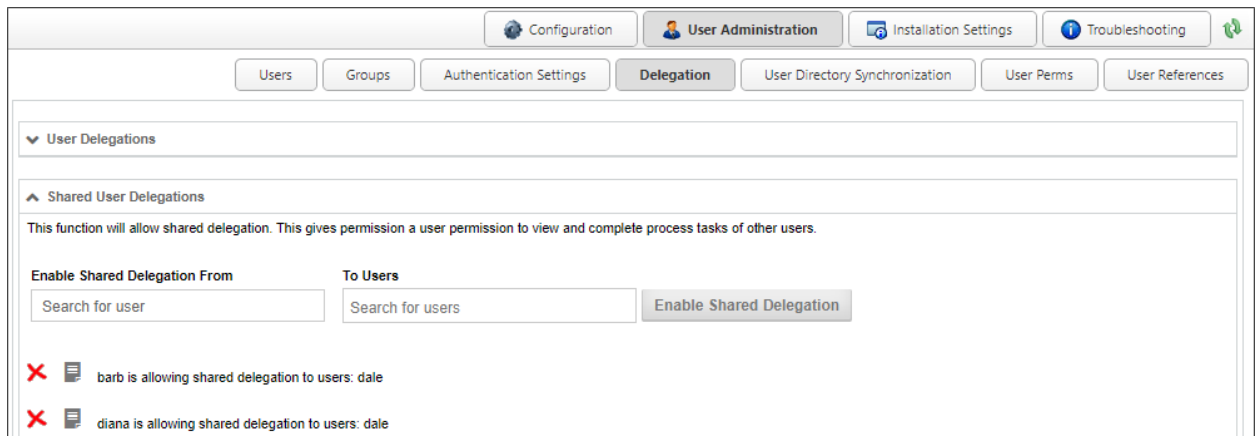 Configuration User Administration Installation Settings Troubleshooting
Users Groups Authentication Settings Delegation User Directory Synchronization User Perms User References
User Delegations
Shared User Delegations
This function will allow shared delegation. This gives permission a user permission to view and complete process tasks of other users.
Enable Shared Delegation From To Users
Search for user Search for users Enable Shared Delegation
barb is allowing shared delegation to users: dale
diana is allowing shared delegation to users: dale